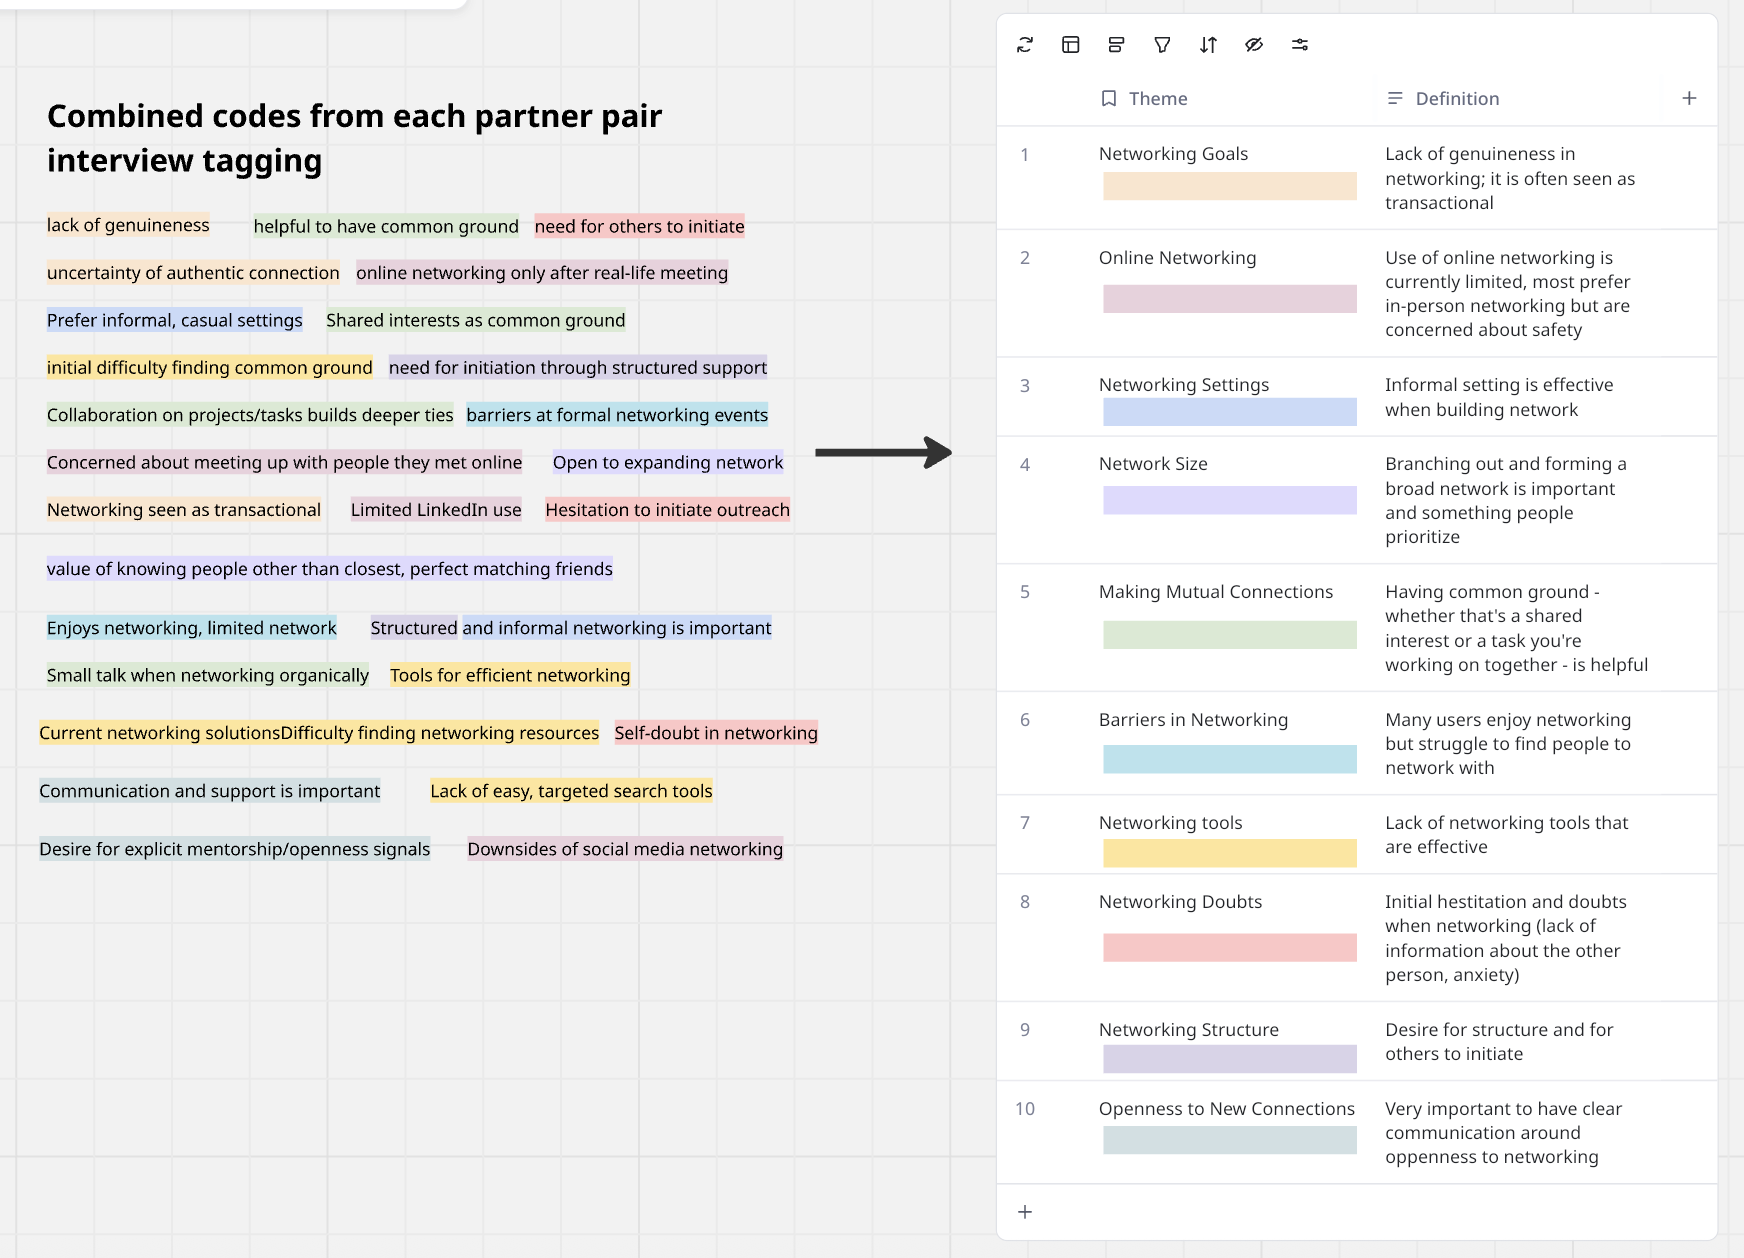 Combined codes from each partner pair
interview tagging
lack of genuineness helpful to have common ground need for others to initiate
uncertainty of authentic connection online networking only after real-life meeting
Prefer informal, casual settings Shared interests as common ground
initial difficulty finding common ground need for initiation through structured support
Collaboration on projects/tasks builds deeper ties barriers at formal networking events
Concerned about meeting up with people they met online Open to expanding network
Networking seen as transactional Limited LinkedIn use Hesitation to initiate outreach
value of knowing people other than closest, perfect matching friends
Enjoys networking, limited network Structured and informal networking is important
Small talk when networking organically Tools for efficient networking
Current networking solutionsDifficulty finding networking resources Self-doubt in networking
Communication and support is important Lack of easy, targeted search tools
Desire for explicit mentorship/openness signals Downsides of social media networking
Theme Definition
1 Networking Goals Lack of genuineness in
networking; it is often seen as
transactional
2 Online Networking Use of online networking is
currently limited, most prefer
in-person networking but are
concerned about safety
3 Networking Settings Informal setting is effective
when building network
4 Network Size Branching out and forming a
broad network is important
and something people
prioritize
5 Making Mutual Connections Having common ground -
whether that's a shared
interest or a task you're
working on together - is helpful
6 Barriers in Networking Many users enjoy networking
but struggle to find people to
network with
7 Networking tools Lack of networking tools that
are effective
8 Networking Doubts Initial hestitation and doubts
when networking (lack of
information about the other
person, anxiety)
9 Networking Structure Desire for structure and for
others to initiate
10 Openness to New Connections Very important to have clear
communication around
oppenness to networking